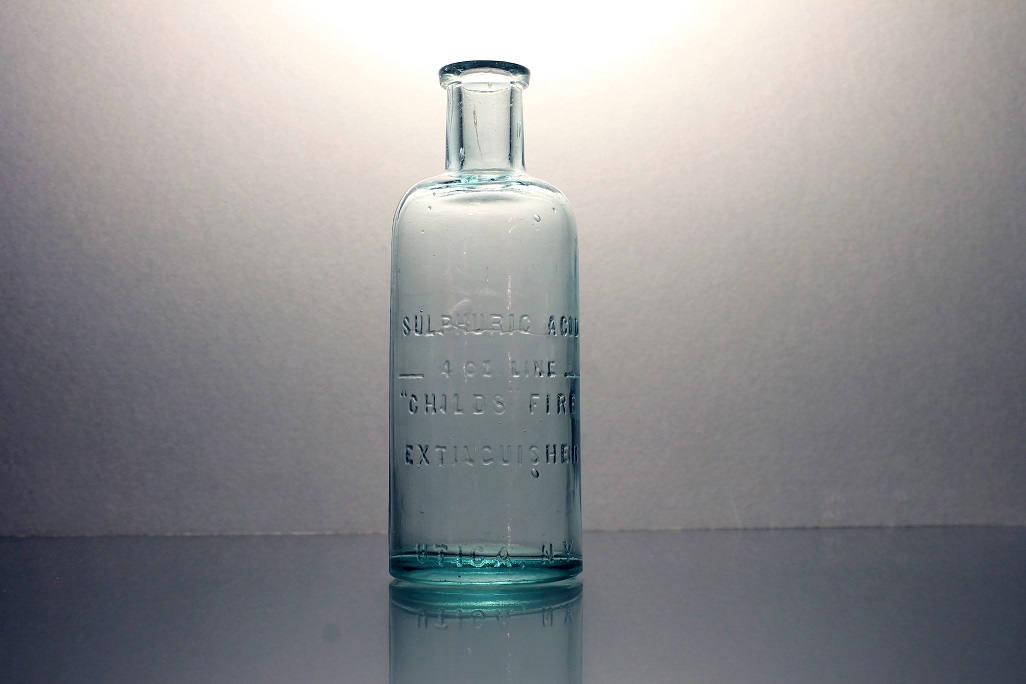 SULPHURIC ACID
4 OZ LINE
"CHILDS" FIRE
EXTINGUISHER
UTICA. N.Y.